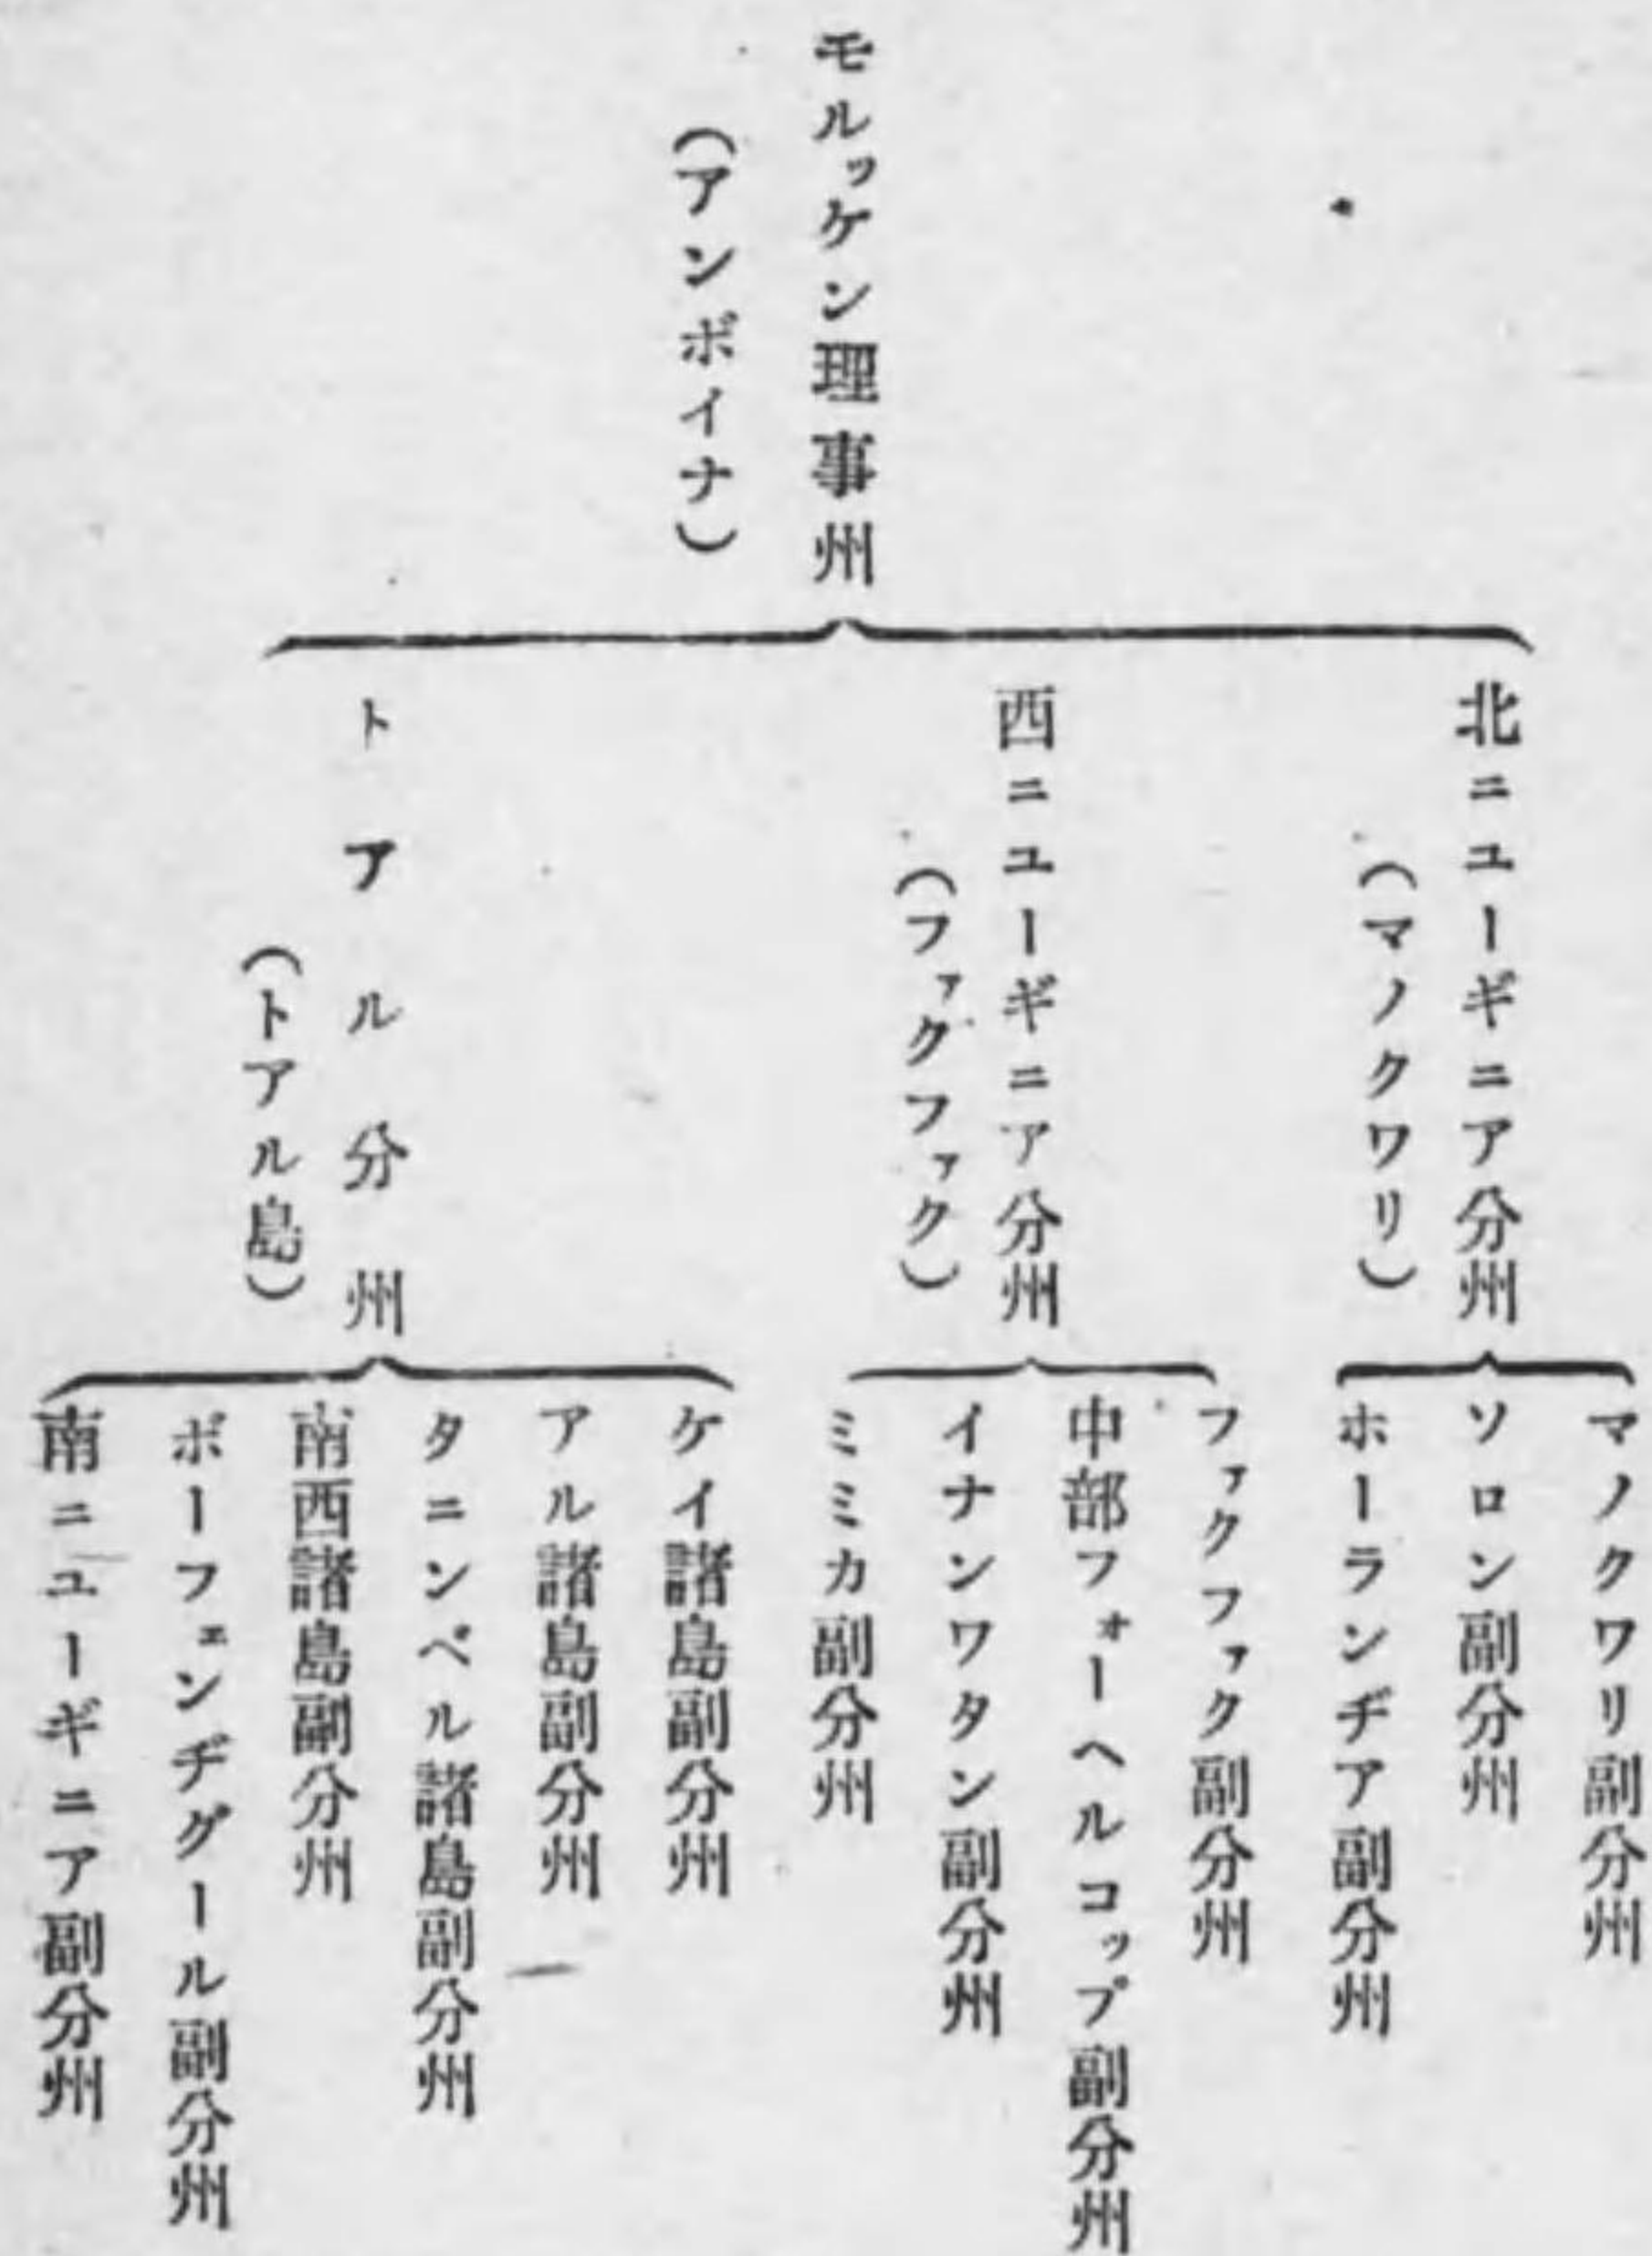 モルッケン理事州
（アンボイナ）
北ニユーギニア分州
（マノクワリ）
マノクワリ副分州
ソロン副分州
ホーランヂア副分州
西ニユーギニア分州
（ファクファク）
ファクファク副分州
中部フォーヘルコップ副分州
イナンワタン副分州
ミミカ副分州
トアル分州
（トアル島）
ケイ諸島副分州
アル諸島副分州
タニンベル諸島副分州
南西諸島副分州
ボーフェンヂグール副分州
南ニユーギニア副分州